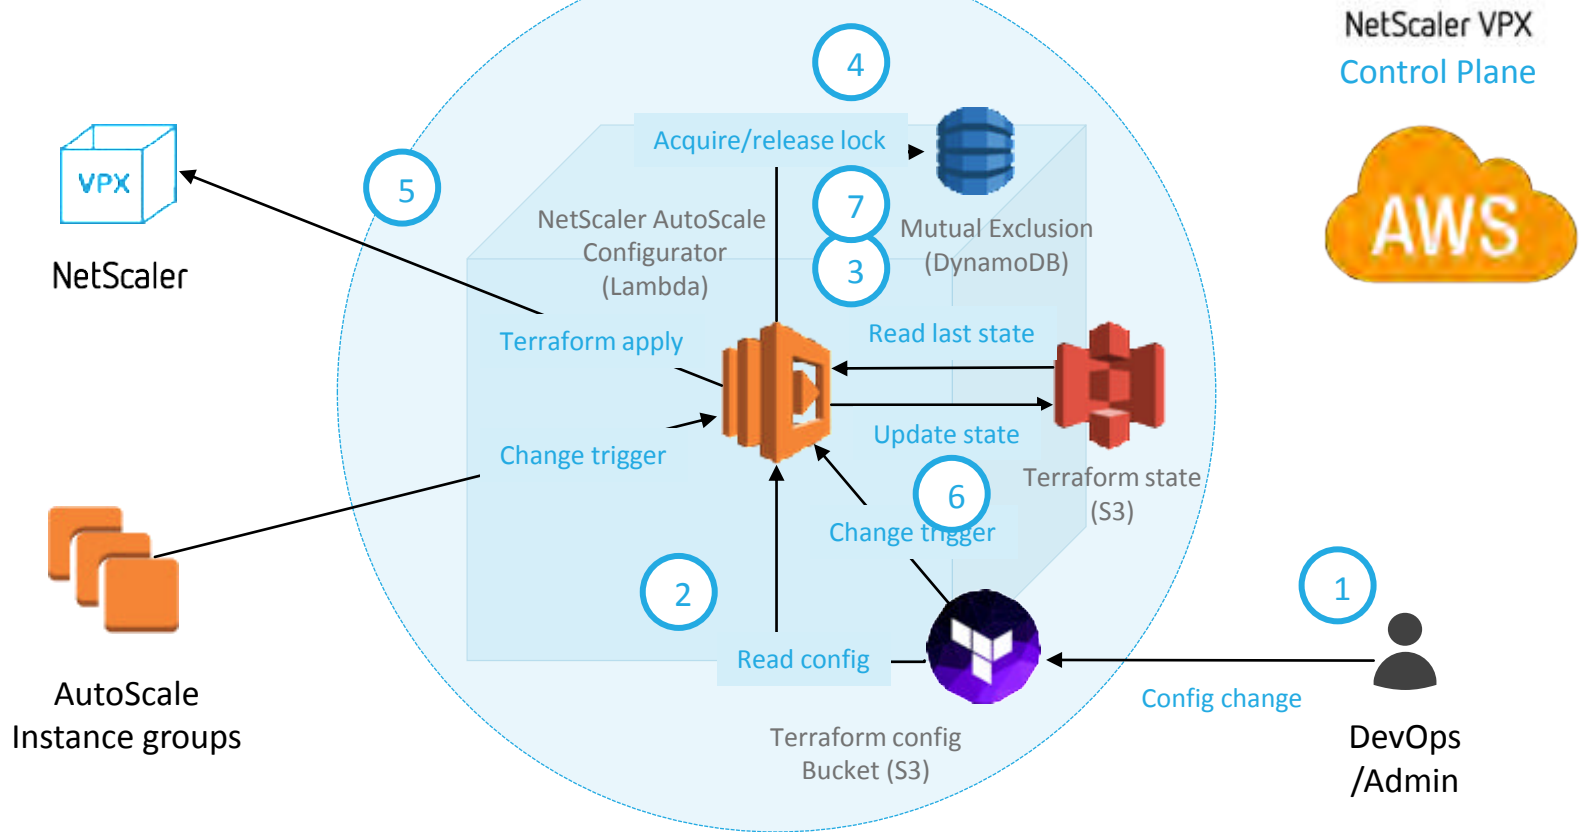 NetScaler VPX
Control Plane
4
Acquire/release lock
VPX
5
7
NetScaler AutoScale
Configurator
(Lambda)
Mutual Exclusion
(DynamoDB)
3
AWS
NetScaler
Terraform apply
Read last state
Update state
Change trigger
Terraform state
(S3)
6
Change trigger
2
1
Read config
Config change
AutoScale
Instance groups
Terraform config
Bucket (S3)
DevOps
/Admin